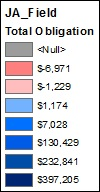 JA_Field
Total Obligation
<Null>
$-6,971
$-1,229
$1,174
$7,028
$130,429
$232,841
$397,205